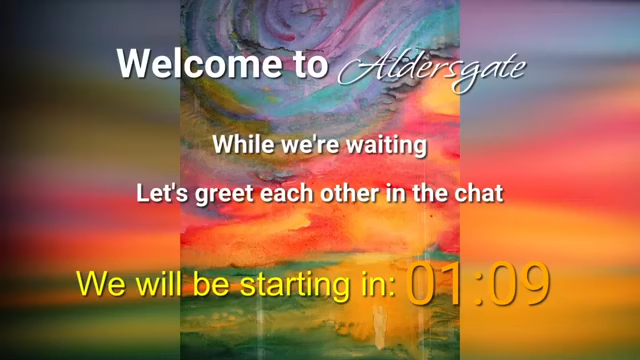 Welcome to Aldersgate
While we're waiting
Let's greet each other in the chat
We will be starting in: 01:09